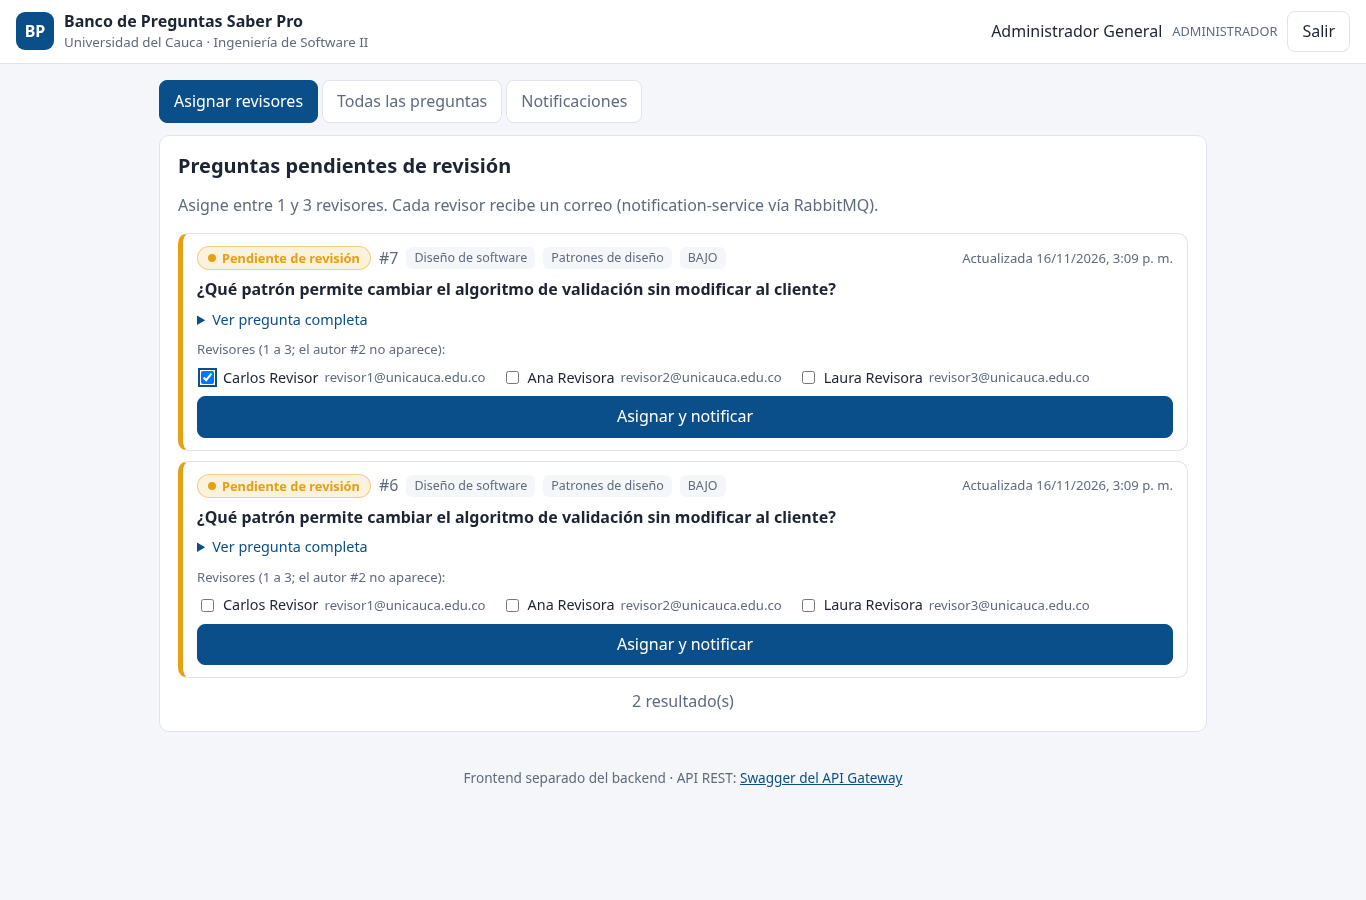 BP
Banco de Preguntas Saber Pro
Universidad del Cauca · Ingeniería de Software II
Administrador General ADMINISTRADOR Salir
Asignar revisores Todas las preguntas Notificaciones
Preguntas pendientes de revisión
Asigne entre 1 y 3 revisores. Cada revisor recibe un correo (notification-service vía RabbitMQ).
Pendiente de revisión #7 Diseño de software Patrones de diseño BAJO Actualizada 16/11/2026, 3:09 p. m.
¿Qué patrón permite cambiar el algoritmo de validación sin modificar al cliente?
Ver pregunta completa
Revisores (1 a 3; el autor #2 no aparece):
Carlos Revisor revisor1@unicauca.edu.co Ana Revisora revisor2@unicauca.edu.co Laura Revisora revisor3@unicauca.edu.co
Asignar y notificar
Pendiente de revisión #6 Diseño de software Patrones de diseño BAJO Actualizada 16/11/2026, 3:09 p. m.
¿Qué patrón permite cambiar el algoritmo de validación sin modificar al cliente?
Ver pregunta completa
Revisores (1 a 3; el autor #2 no aparece):
Carlos Revisor revisor1@unicauca.edu.co Ana Revisora revisor2@unicauca.edu.co Laura Revisora revisor3@unicauca.edu.co
Asignar y notificar
2 resultado(s)
Frontend separado del backend · API REST: Swagger del API Gateway